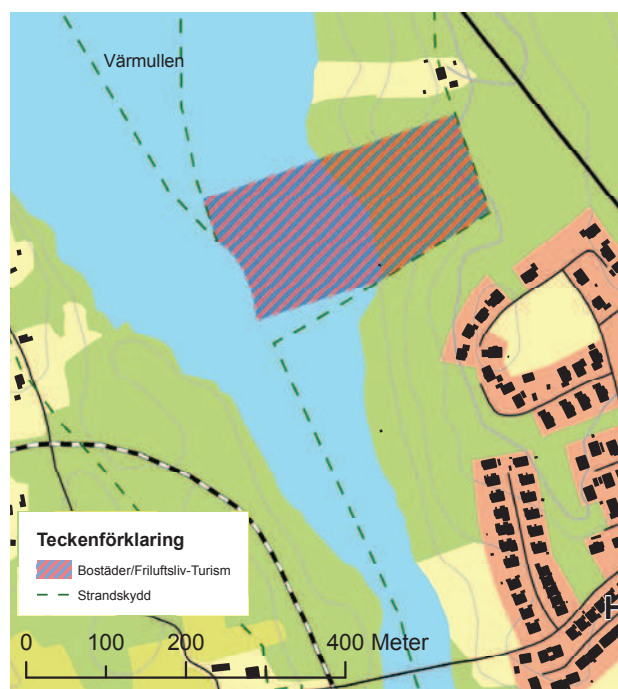 Värmullen
Teckenförklaring
Bostäder/Friluftsliv-Turism
Strandskydd
0 100 200 400 Meter